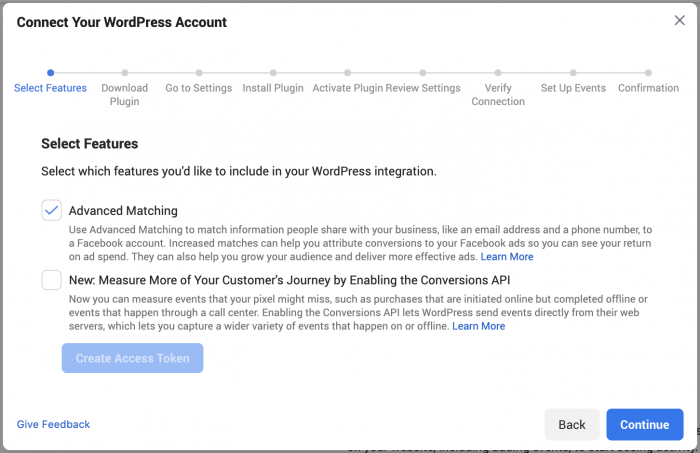 Connect Your WordPress Account
Select Features
Download
Plugin
Go to Settings
Install Plugin
Activate Plugin
Review Settings
Verify
Connection
Set Up Events
Confirmation
Select Features
Select which features you'd like to include in your WordPress integration.
Advanced Matching
Use Advanced Matching to match information people share with your business, like an email address and a phone number, to
a Facebook account. Increased matches can help you attribute conversions to your Facebook ads so you can see your return
on ad spend. They can also help you grow your audience and deliver more effective ads. Learn More
New: Measure More of Your Customer's Journey by Enabling the Conversions API
Now you can measure events that your pixel might miss, such as purchases that are initiated online but completed offline or
events that happen through a call center. Enabling the Conversions API lets WordPress send events directly from their web
servers, which lets you capture a wider variety of events that happen on or offline. Learn More
Create Access Token
Give Feedback
Back
Continue